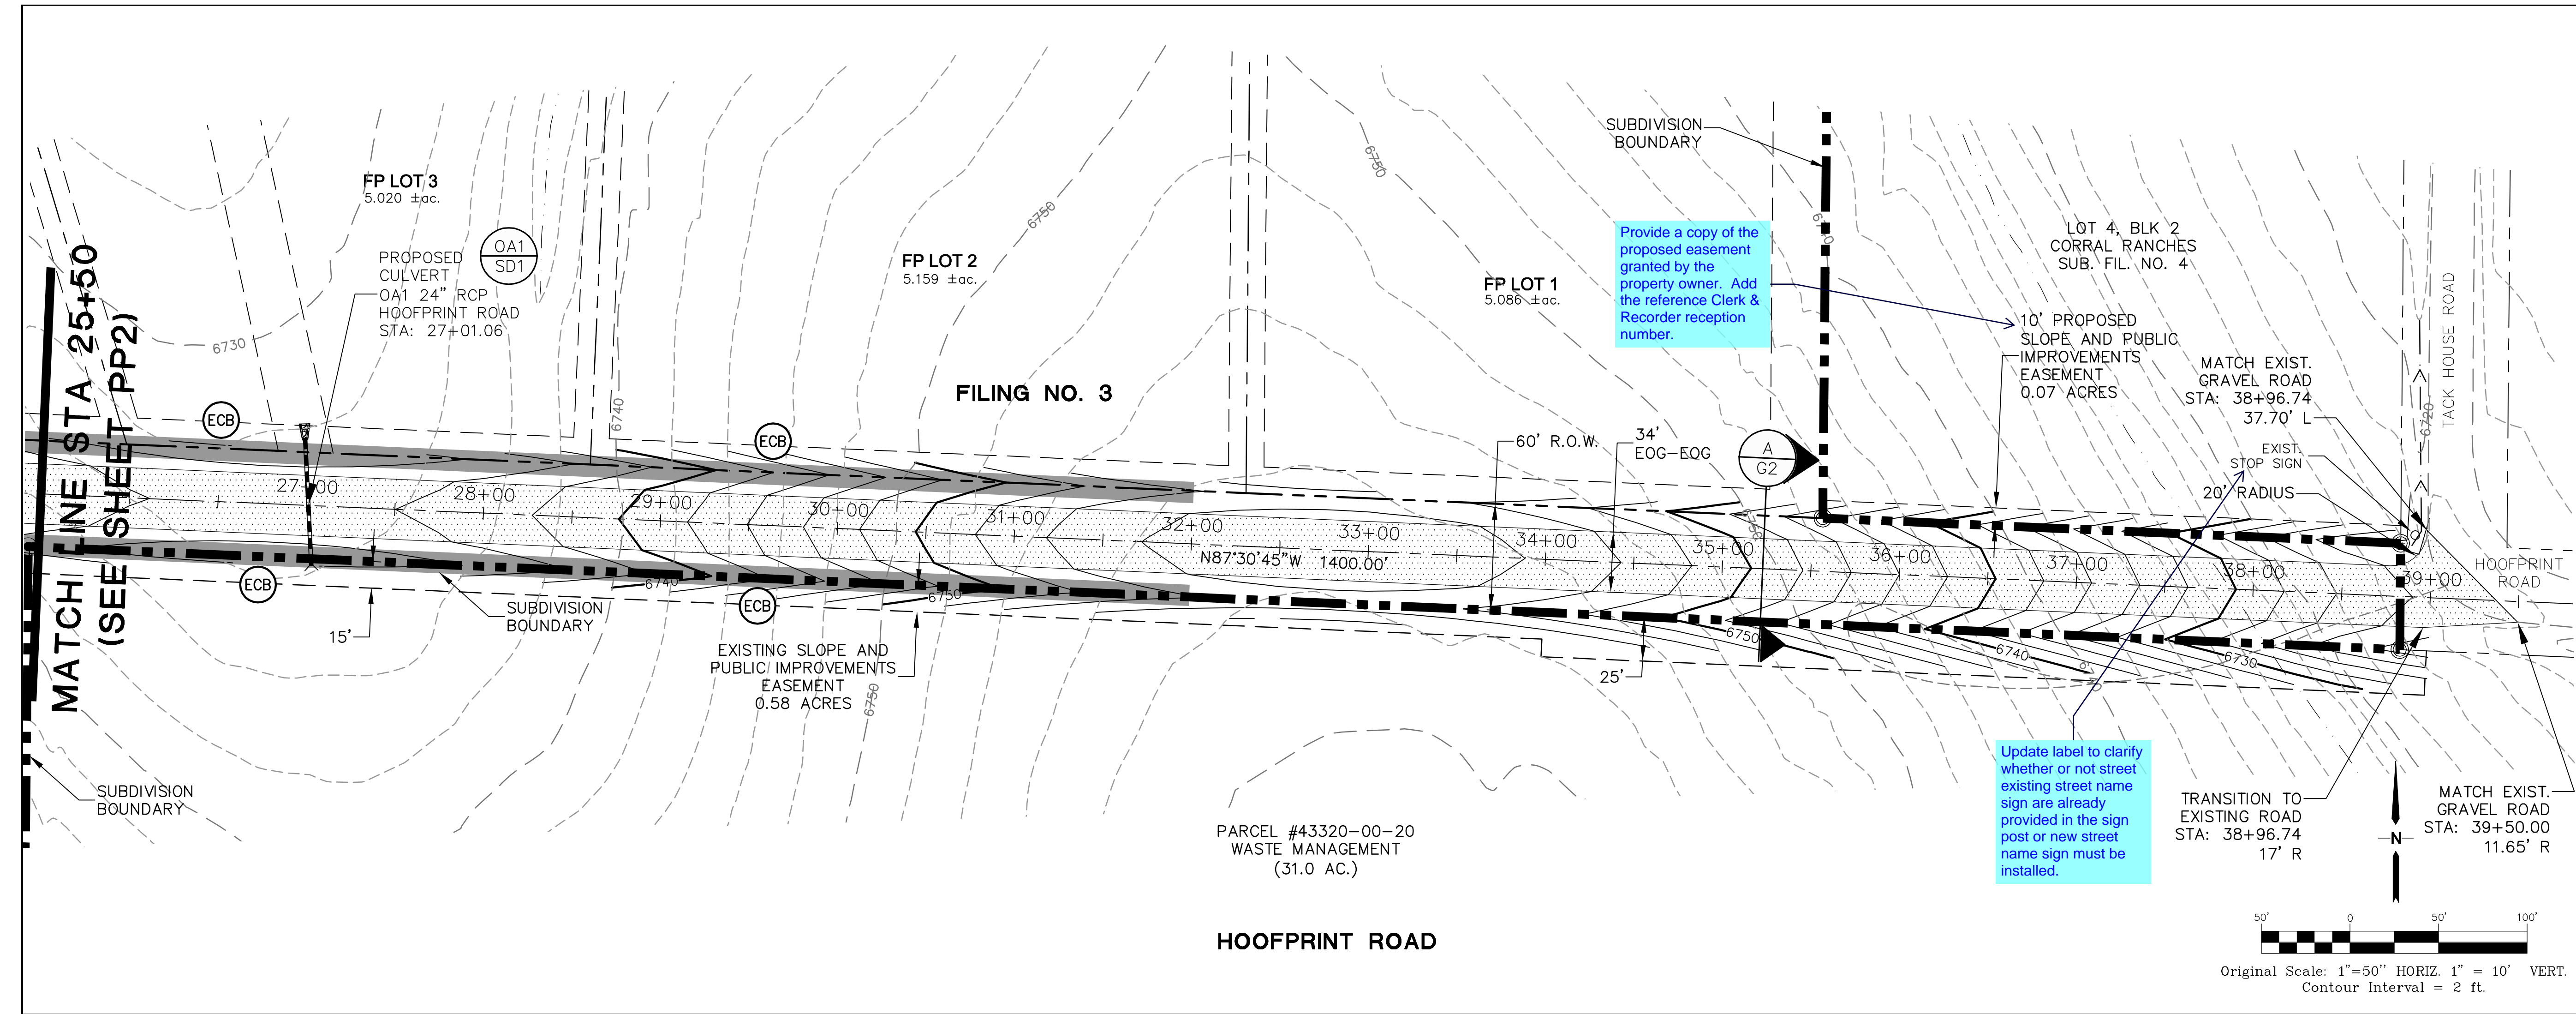 MATCH LINE STA 25+50
(SEE SHEET PP2)
FP LOT 3
5.020 ±ac.
OA1
SD1
PROPOSED
CULVERT
OA1 24" RCP
HOOFPRINT ROAD
STA: 27+01.06
6730
ECB
6740
FP LOT 2
5.159 ±ac.
6750
FILING NO. 3
ECB
6750
FP LOT 1
5.086 ±ac.
SUBDIVISION
BOUNDARY
Provide a copy of the
proposed easement
granted by the
property owner.  Add
the reference Clerk &
Recorder reception
number.
LOT 4, BLK 2
CORRAL RANCHES
SUB. FIL. NO. 4
10' PROPOSED
SLOPE AND PUBLIC
IMPROVEMENTS
EASEMENT
0.07 ACRES
MATCH EXIST.
GRAVEL ROAD
STA: 38+96.74
37.70' L
EXIST.
STOP SIGN
20' RADIUS
TACK HOUSE ROAD
6720
60' R.O.W.
34'
EOG-EOG
A
G2
27+00
28+00
29+00
30+00
31+00
32+00
33+00
34+00
35+00
36+00
37+00
38+00
39+00
N87°30'45"W 1400.00'
HOOFPRINT
ROAD
ECB
ECB
SUBDIVISION
BOUNDARY
15'
6740
6750
EXISTING SLOPE AND
PUBLIC IMPROVEMENTS
EASEMENT
0.58 ACRES
6750
25'
6750
6740
6730
Update label to clarify
whether or not street
existing street name
sign are already
provided in the sign
post or new street
name sign must be
installed.
TRANSITION TO
EXISTING ROAD
STA: 38+96.74
17' R
N
MATCH EXIST.
GRAVEL ROAD
STA: 39+50.00
11.65' R
SUBDIVISION
BOUNDARY
PARCEL #43320-00-20
WASTE MANAGEMENT
(31.0 AC.)
HOOFPRINT ROAD
50' 0 50' 100'
Original Scale: 1"=50'' HORIZ. 1" = 10' VERT.
Contour Interval = 2 ft.